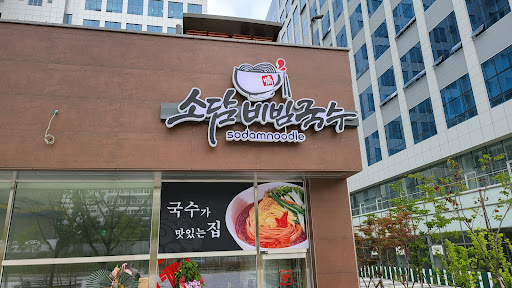 소담 비빔국수
sodamnoodle
국수가
맛있는집